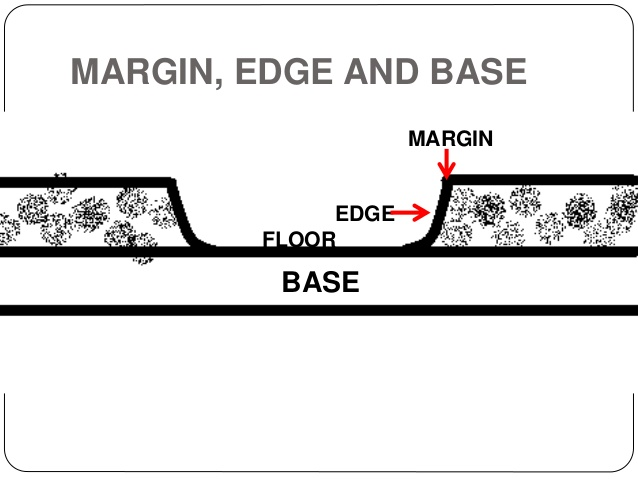 MARGIN, EDGE AND BASE
MARGIN
EDGE
FLOOR
BASE